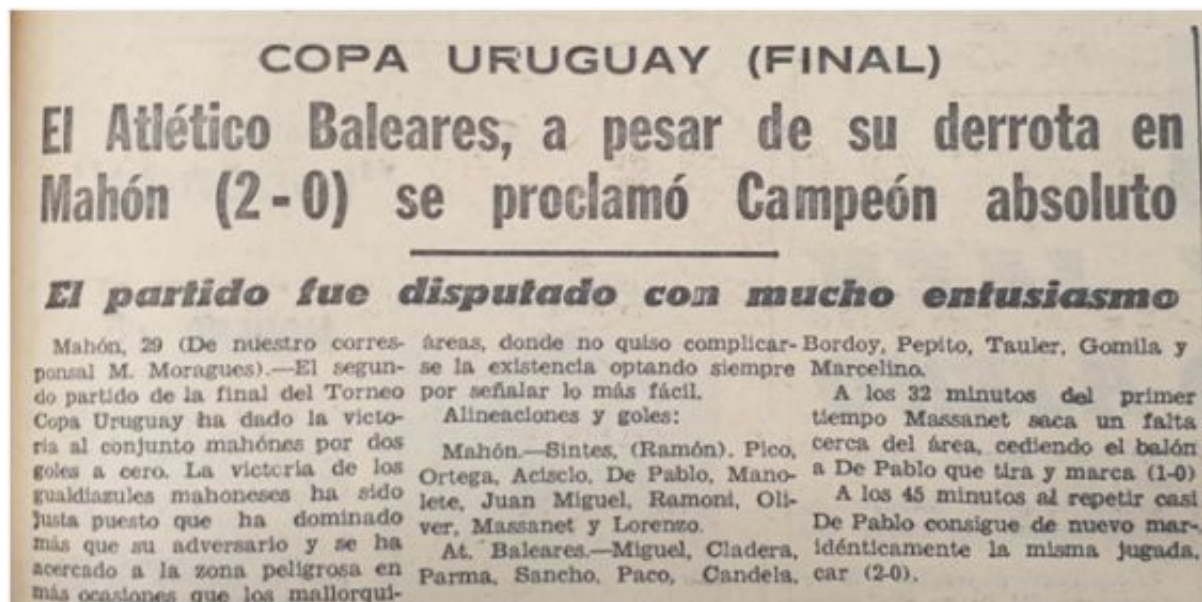 COPA URUGUAY (FINAL)
El Atlético Baleares, a pesar de su derrota en
Mahón (2-0) se proclamó Campeón absoluto
El partido fue disputado con mucho entusiasmo
Mahón, 29 (De nuestro corres-
ponsal M. Moragues).—El segun-
do partido de la final del Torneo
Copa Uruguay ha dado la victo-
ria al conjunto mahónes por dos
goles a cero. La victoria de los
gualdiazules mahoneses ha sido
justa puesto que ha dominado
más que su adversario y se ha
acercado a la zona peligrosa en
más ocasiones que los mallorqui-
áreas, donde no quiso complicar-
se la existencia optando siempre
por señalar lo más fácil.
Alineaciones y goles:
Mahón.—Sintes, (Ramón). Pico,
Ortega, Acisclo, De Pablo, Mano-
lete, Juan Miguel, Ramoni, Oli-
ver, Massanet y Lorenzo.
At. Baleares.—Miguel, Cladera,
Parma, Sancho, Paco, Candela,
Bordoy, Pepito, Tauler, Gomila y
Marcelino.
A los 32 minutos del primer
tiempo Massanet saca un falta
cerca del área, cediendo el balón
a De Pablo que tira y marca (1-0)
A los 45 minutos al repetir casi
De Pablo consigue de nuevo mar-
idénticamente la misma jugada,
car (2-0).